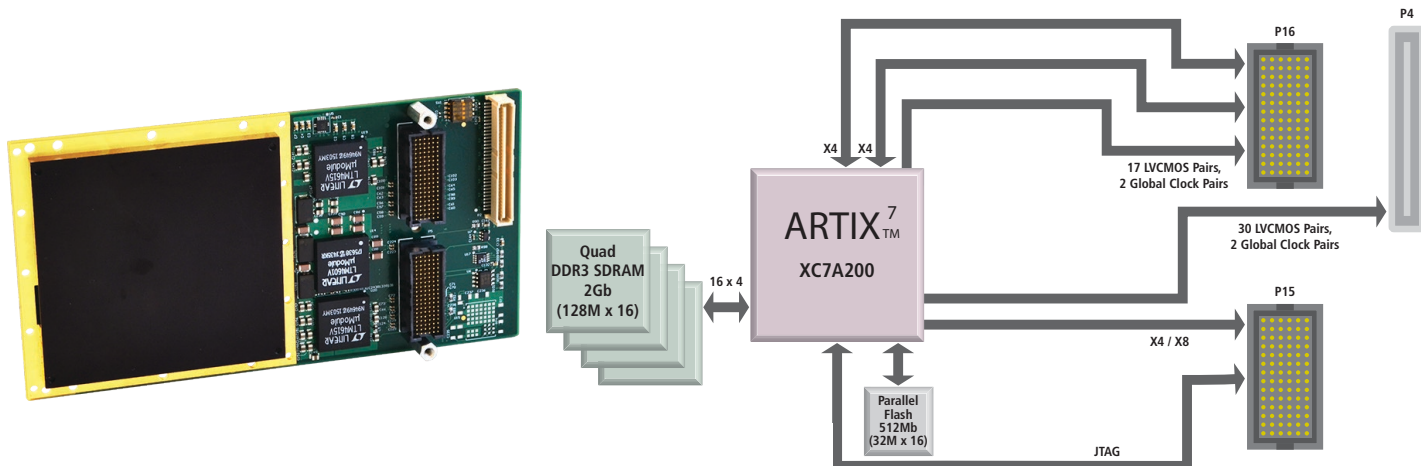 LTM4615V
µModule
LINEAR
LTM4601V
µModule
LINEAR
LTM4615V
µModule
LINEAR
Quad
DDR3 SDRAM
2Gb
(128M x 16)
16 x 4
X4
X4
ARTIX 7 TM
XC7A200
P16
P4
17 LVCMOS Pairs,
2 Global Clock Pairs
30 LVCMOS Pairs,
2 Global Clock Pairs
P15
X4 / X8
Parallel
Flash
512Mb
(32M x 16)
JTAG